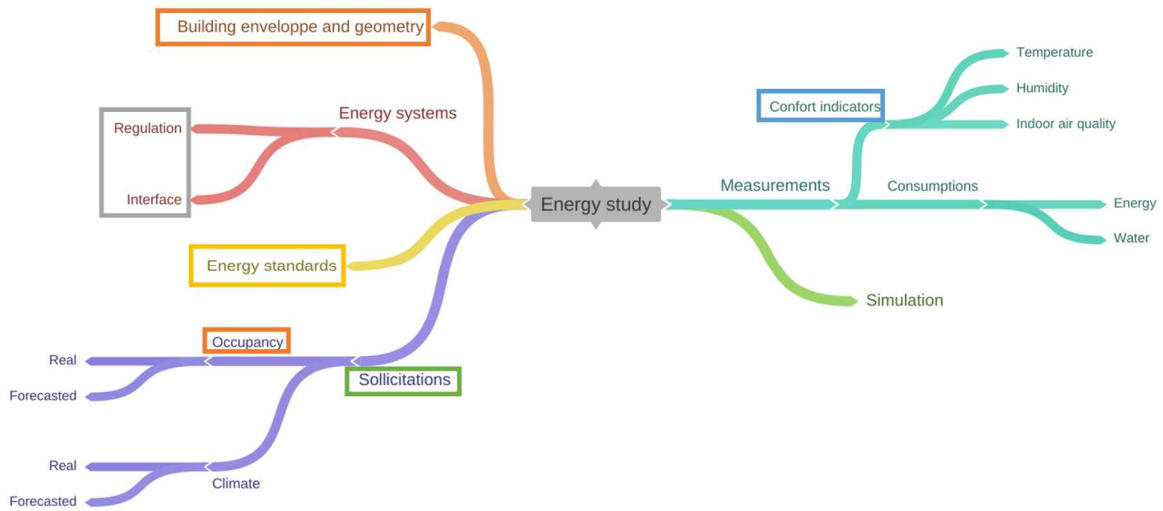 Building enveloppe and geometry
Energy systems
Regulation
Interface
Energy standards
Occupancy
Real
Forecasted
Sollicitations
Real
Climate
Forecasted
Energy study
Measurements
Confort indicators
Temperature
Humidity
Indoor air quality
Consumptions
Energy
Water
Simulation